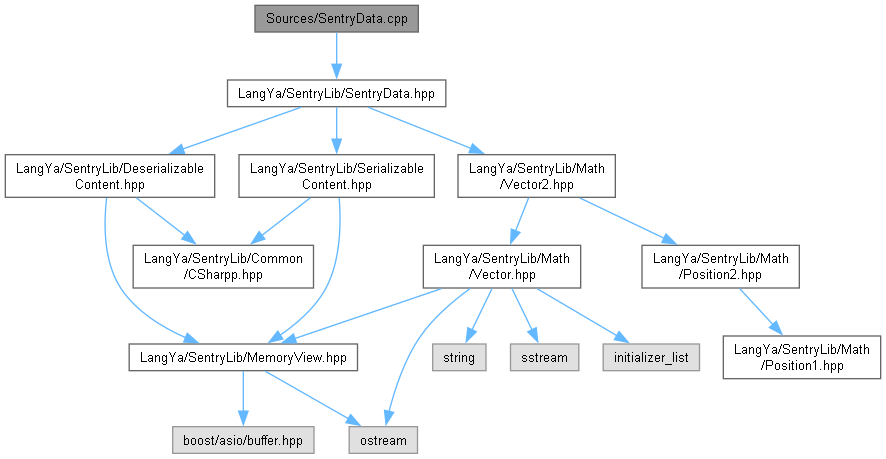 Sources/SentryData.cpp
LangYa/SentryLib/SentryData.hpp
LangYa/SentryLib/Deserializable
Content.hpp
LangYa/SentryLib/Serializable
Content.hpp
LangYa/SentryLib/Math
/Vector2.hpp
LangYa/SentryLib/Common
/CSharpp.hpp
LangYa/SentryLib/Math
/Vector.hpp
LangYa/SentryLib/Math
/Position2.hpp
LangYa/SentryLib/MemoryView.hpp
string
sstream
initializer_list
LangYa/SentryLib/Math
/Position1.hpp
boost/asio/buffer.hpp
ostream